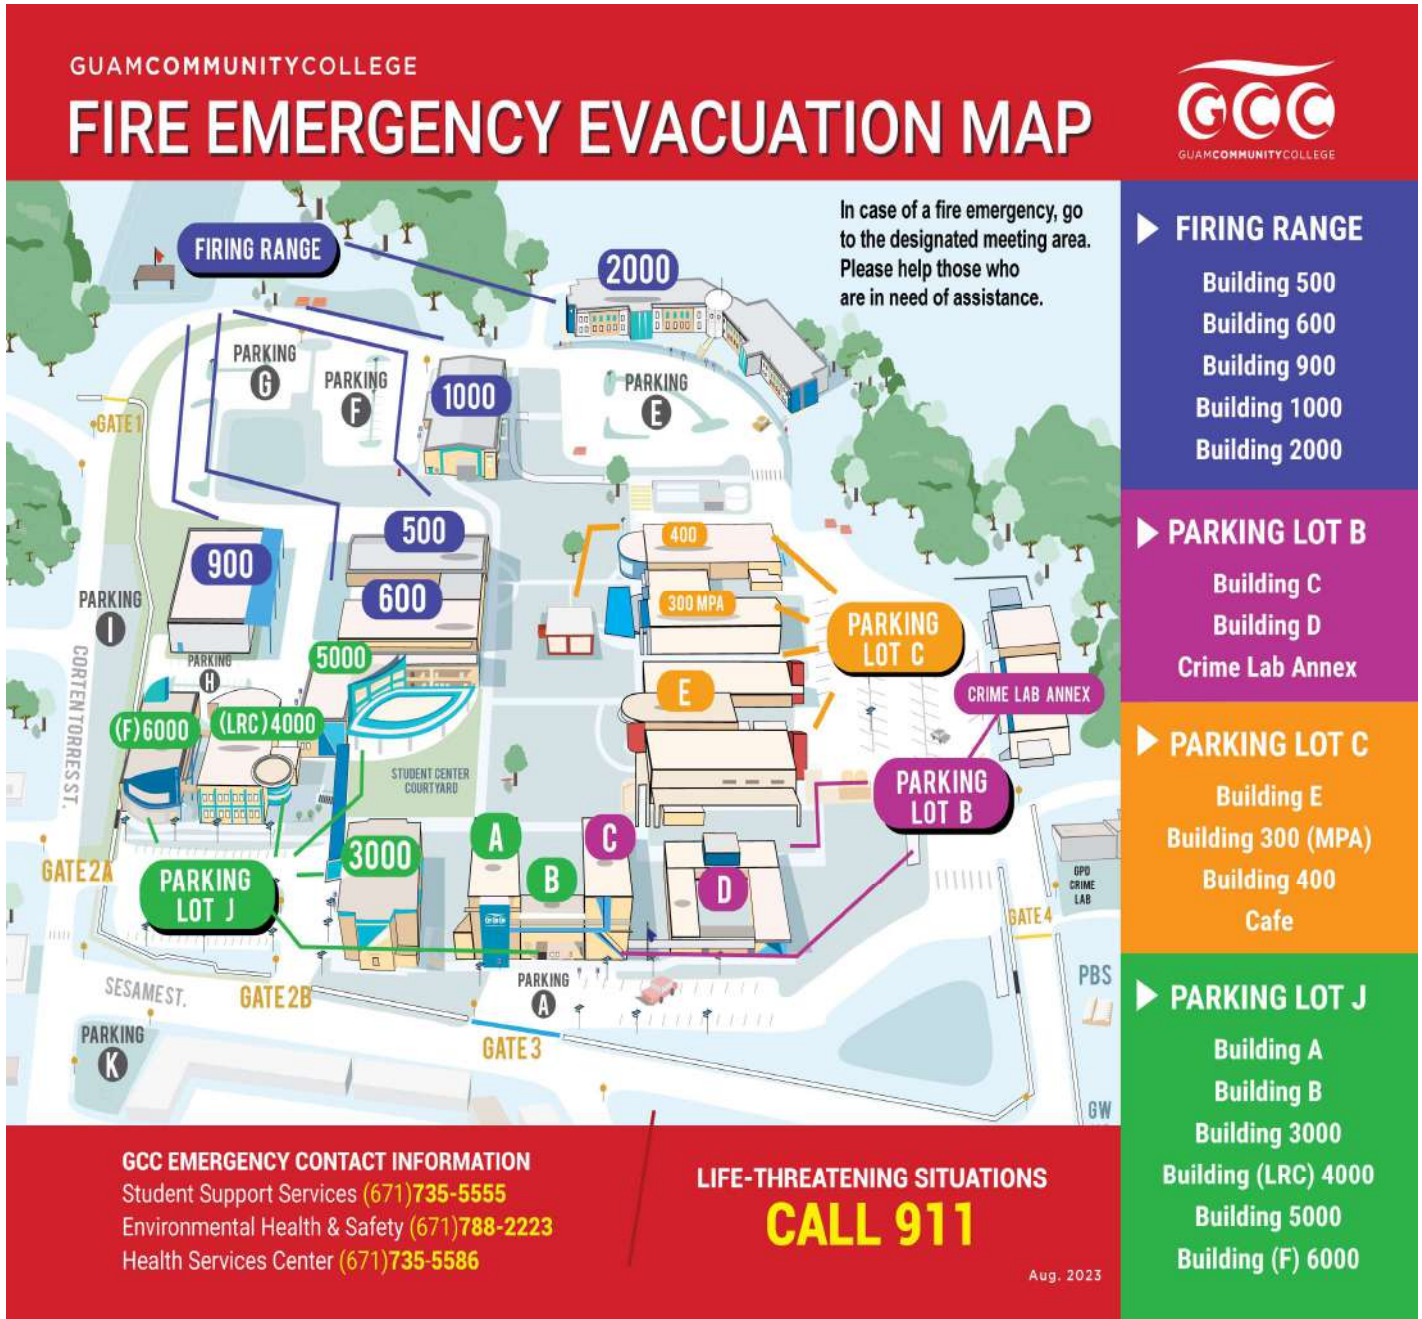 GUAMCOMMUNITYCOLLEGE
FIRE EMERGENCY EVACUATION MAP
GCC
GUAMCOMMUNITYCOLLEGE
In case of a fire emergency, go
to the designated meeting area.
Please help those who
are in need of assistance.
FIRING RANGE
2000
PARKING
G
PARKING
F
1000
PARKING
E
GATE 1
500
400
900
600
300 MPA
PARKING
I
PARKING
LOT C
PARKING
H
5000
CORTEN TORRES ST.
(F) 6000
(LRC) 4000
E
CRIME LAB ANNEX
STUDENT CENTER
COURTYARD
PARKING
LOT B
3000
A
B
C
D
GATE 2A
PARKING
LOT J
GPD
CRIME
LAB
GATE 4
SESAME ST.
GATE 2B
PARKING
A
PBS
PARKING
K
GATE 3
GW
FIRING RANGE
Building 500
Building 600
Building 900
Building 1000
Building 2000
PARKING LOT B
Building C
Building D
Crime Lab Annex
PARKING LOT C
Building E
Building 300 (MPA)
Building 400
Cafe
PARKING LOT J
Building A
Building B
Building 3000
Building (LRC) 4000
Building 5000
Building (F) 6000
GCC EMERGENCY CONTACT INFORMATION
Student Support Services (671)735-5555
Environmental Health & Safety (671)788-2223
Health Services Center (671)735-5586
LIFE-THREATENING SITUATIONS
CALL 911
Aug. 2023